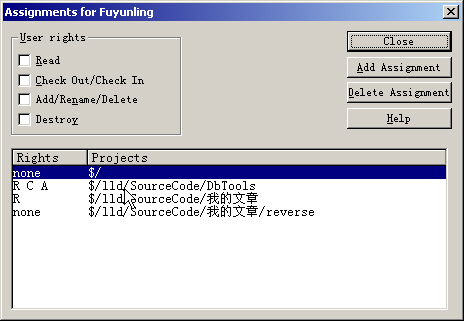 Assignments for Fuyunling
User rights
Read
Check Out/Check In
Add/Rename/Delete
Destroy
Close
Add Assignment
Delete Assignment
Help
Rights Projects
none $/
R C A $/lld/SourceCode/DbTools
R $/lld/SourceCode/我的文章
none $/lld/SourceCode/我的文章/reverse